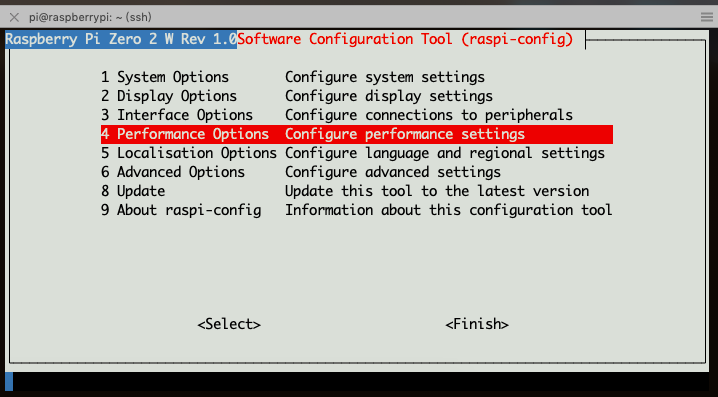 pi@raspberrypi: ~ (ssh)
Raspberry Pi Zero 2 W Rev 1.0Software Configuration Tool (raspi-config)
1 System Options Configure system settings
2 Display Options Configure display settings
3 Interface Options Configure connections to peripherals
4 Performance Options Configure performance settings
5 Localisation Options Configure language and regional settings
6 Advanced Options Configure advanced settings
8 Update Update this tool to the latest version
9 About raspi-config Information about this configuration tool
<Select> <Finish>